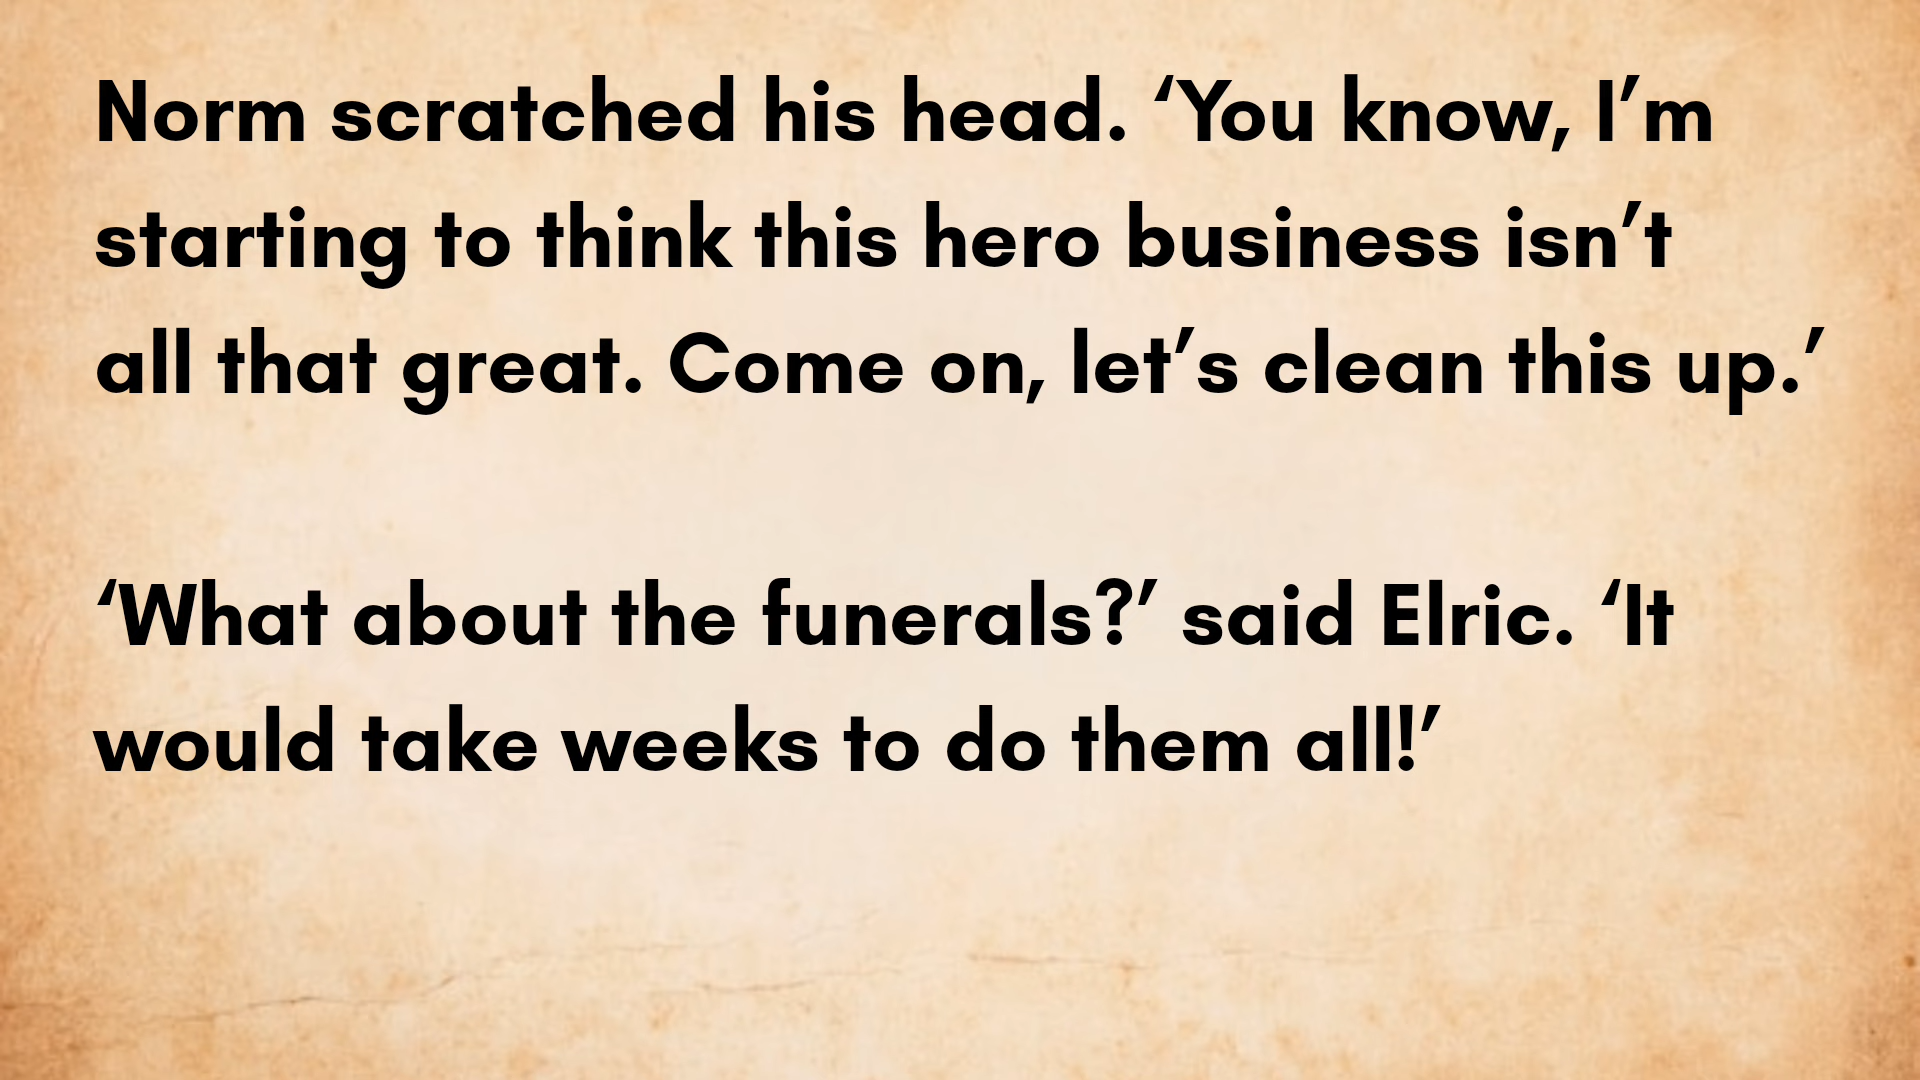 Norm scratched his head. ‘You know, I’m
starting to think this hero business isn’t
all that great. Come on, let’s clean this up.’
‘What about the funerals?’ said Elric. ‘It
would take weeks to do them all!’